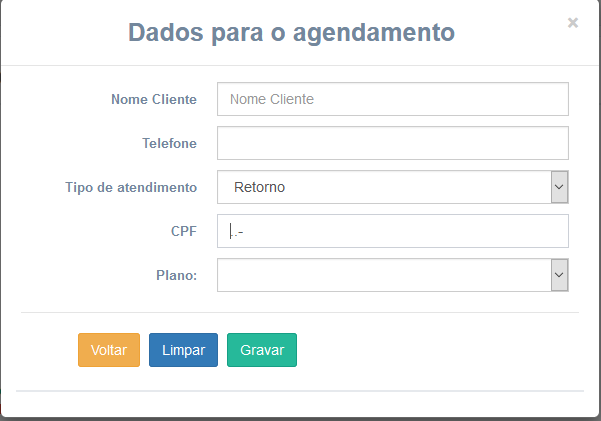 Dados para o agendamento ×
Nome Cliente Nome Cliente
Telefone
Tipo de atendimento Retorno
CPF . . -
Plano:
Voltar Limpar Gravar